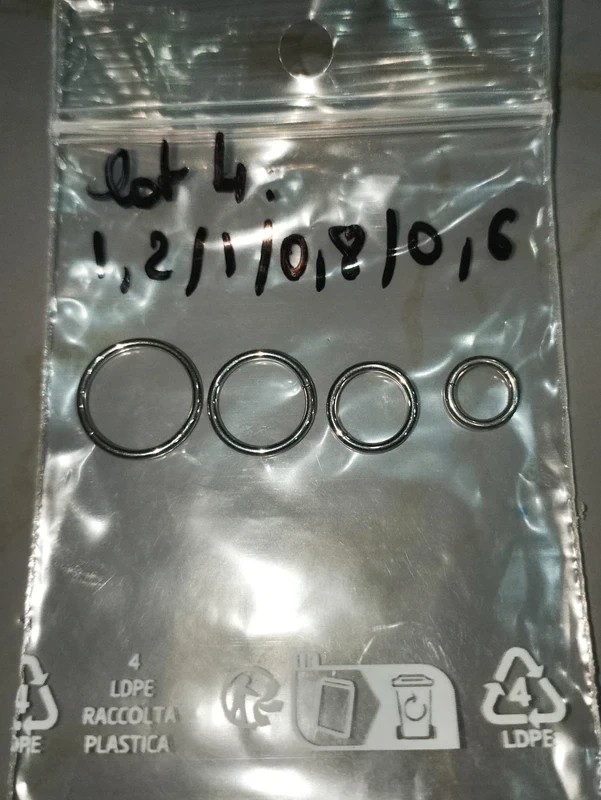 lot 4:
1,2/1/0,8/0,6
4
LDPE
RACCOLTA
PLASTICA
4
LDPE